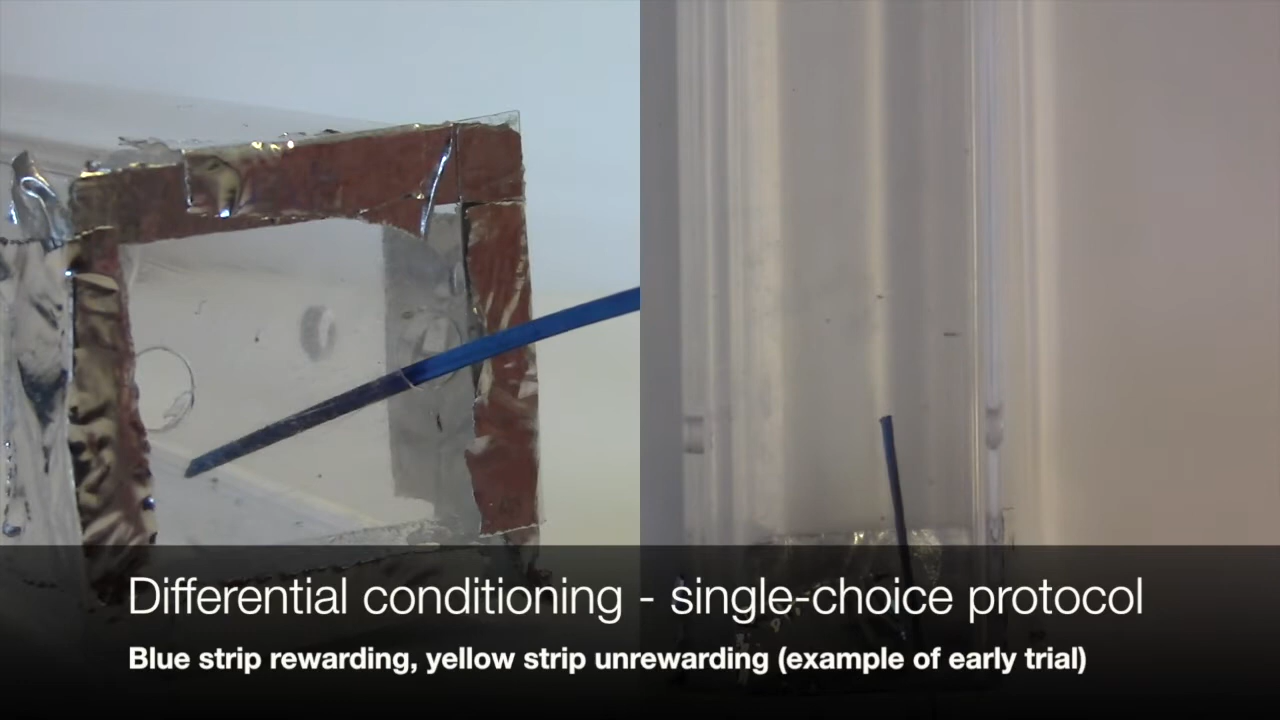 Differential conditioning - single-choice protocol
Blue strip rewarding, yellow strip unrewarding (example of early trial)